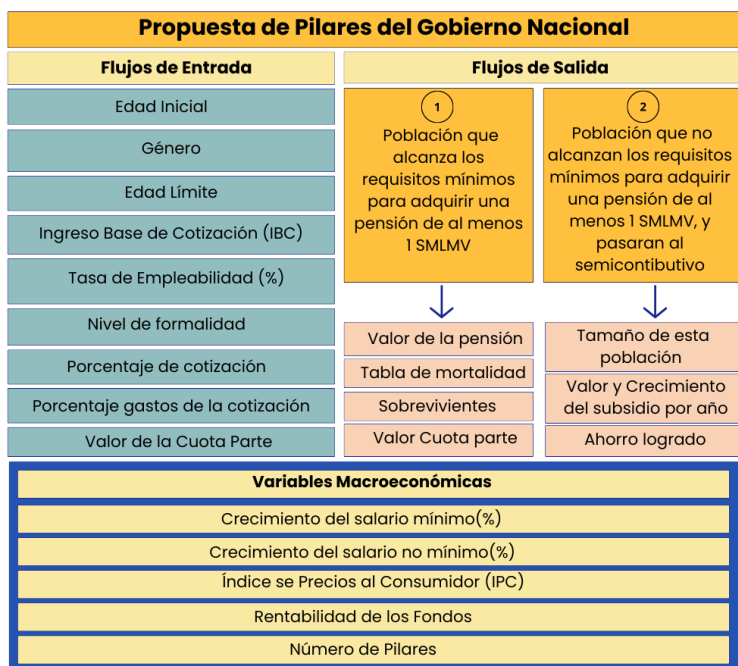 Propuesta de Pilares del Gobierno Nacional
Flujos de Entrada
Edad Inicial
Género
Edad Límite
Ingreso Base de Cotización (IBC)
Tasa de Empleabilidad (%)
Nivel de formalidad
Porcentaje de cotización
Porcentaje gastos de la cotización
Valor de la Cuota Parte
Flujos de Salida
1
Población que
alcanza los
requisitos mínimos
para adquirir una
pensión de al menos
1 SMLMV
Valor de la pensión
Tabla de mortalidad
Sobrevivientes
Valor Cuota parte
2
Población que no
alcanzan los requisitos
mínimos para adquirir
una pensión de al
menos 1 SMLMV, y
pasaran al
semicontibutivo
Tamaño de esta
población
Valor y Crecimiento
del subsidio por año
Ahorro logrado
Variables Macroeconómicas
Crecimiento del salario mínimo(%)
Crecimiento del salario no mínimo(%)
Índice se Precios al Consumidor (IPC)
Rentabilidad de los Fondos
Número de Pilares